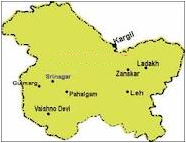 Kargil
Ladakh
Zanskar
Srinagar
Gulmarg
Pahalgam
Leh
Vaishno Devi